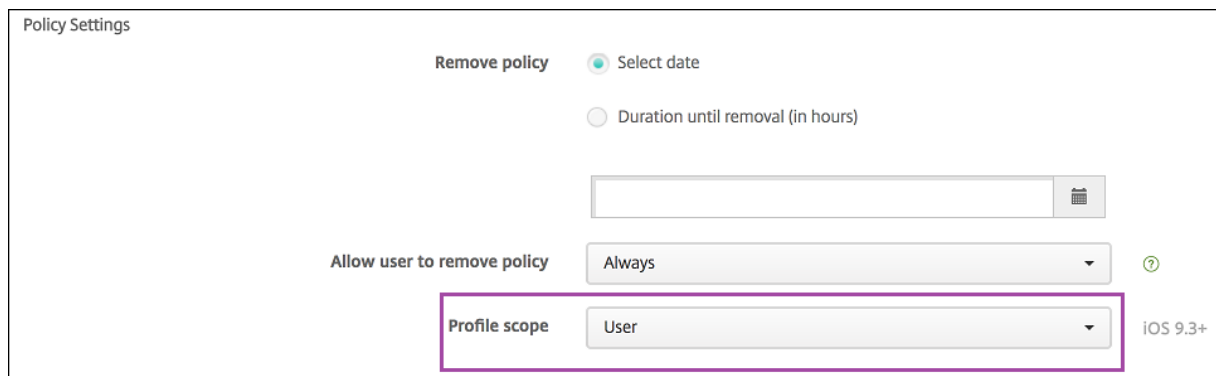 Policy Settings
Remove policy Select date
Duration until removal (in hours)
Allow user to remove policy Always ?
Profile scope User iOS 9.3+